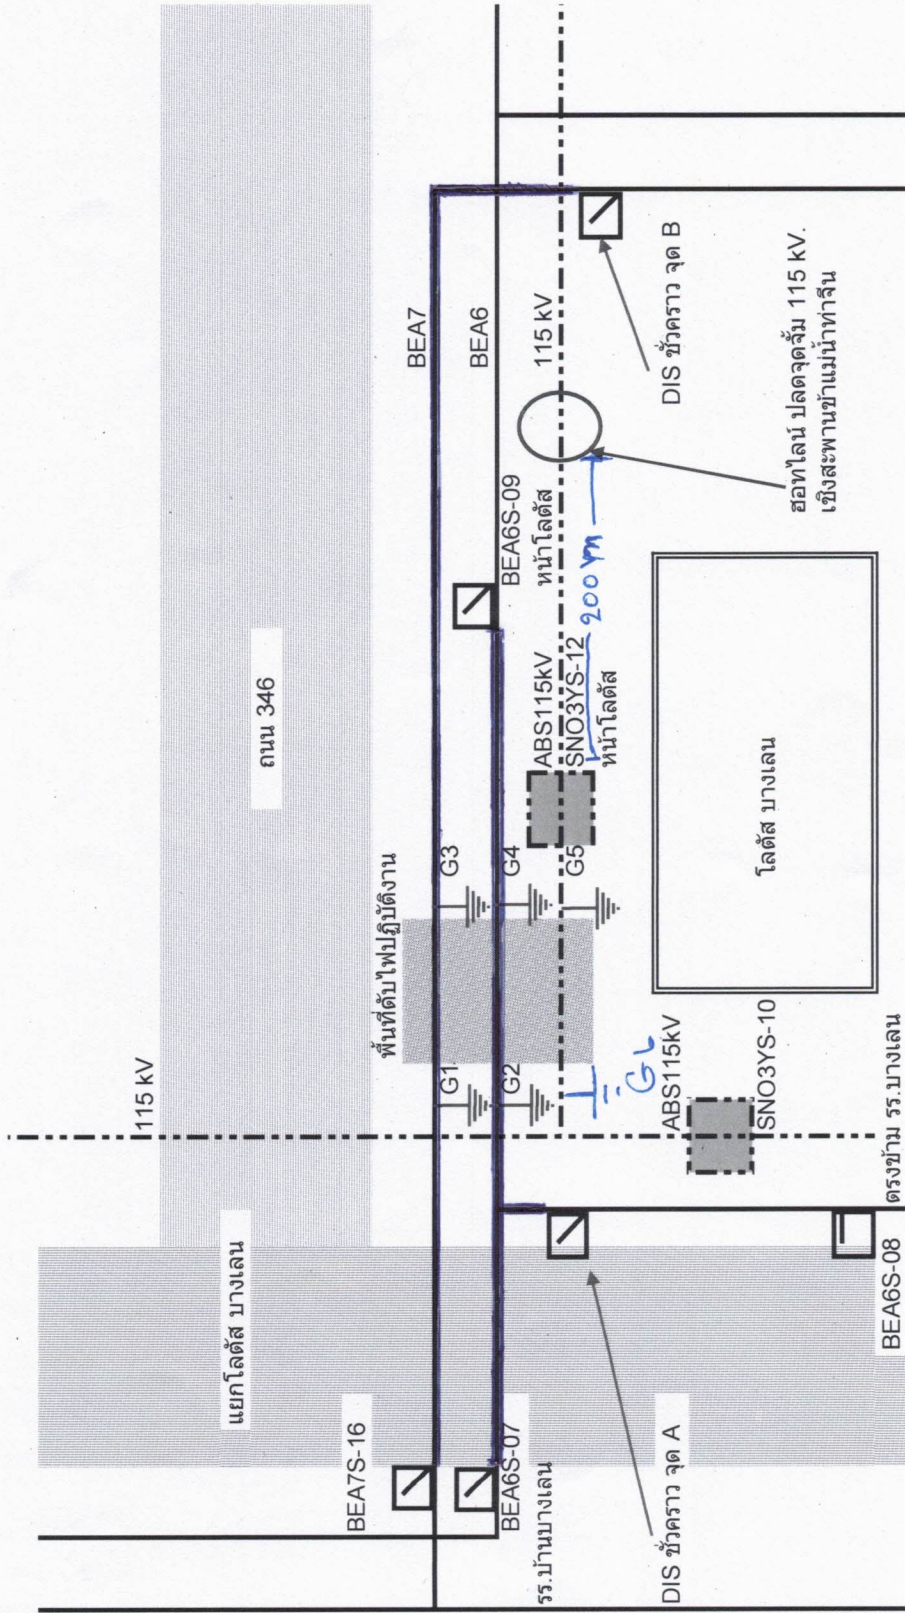 115 kV
ถนน 346
แยกโลตัส บางเลน
พื้นที่ดับไฟปฏิบัติงาน
BEA7S-16
BEA7
G1
G3
BEA6
BEA6S-07
รร.บ้านบางเลน
G2
G4
BEA6S-09
หน้าโลตัส
115 kV
G6
G5
ABS115kV
SNO3YS-12
หน้าโลตัส
200 m
DIS ชั่วคราว จุด A
DIS ชั่วคราว จุด B
ABS115kV
SNO3YS-10
โลตัส บางเลน
ฮอทไลน์ ปลดจุดจั้ม 115 kV.
เชิงสะพานข้าแม่น้ำท่าจีน
BEA6S-08
ตรงข้าม รร.บางเลน